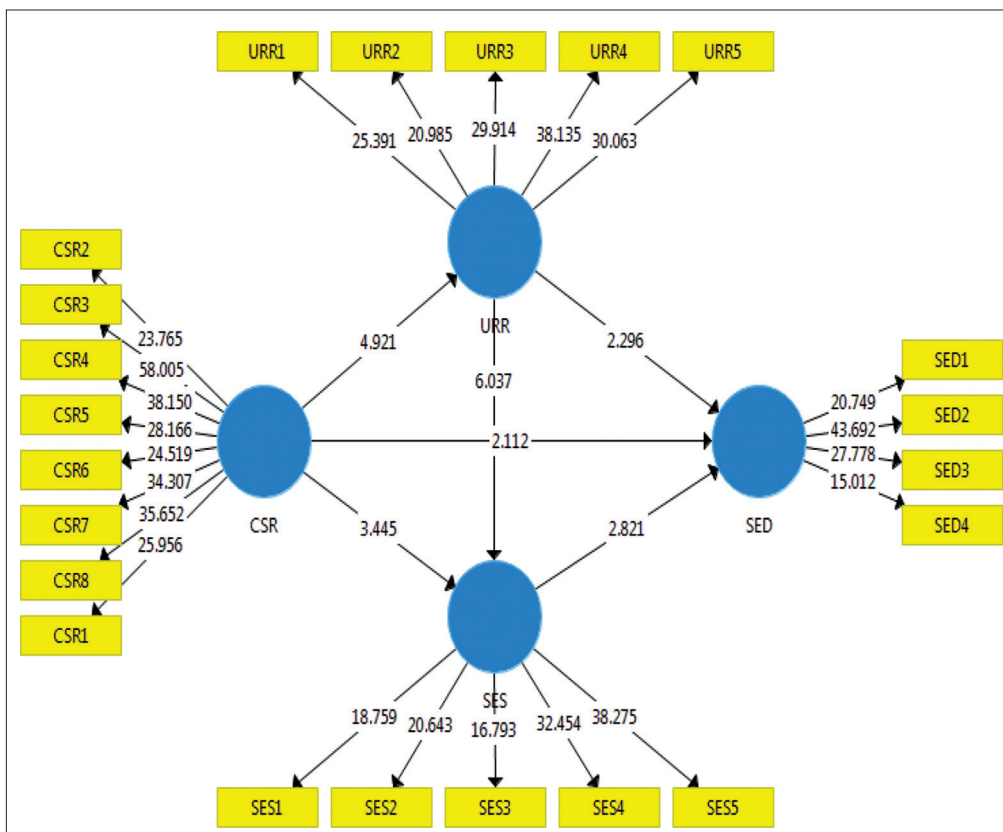 URR1 URR2 URR3 URR4 URR5
25.391 20.985 29.914 38.135 30.063
URR
CSR2
CSR3
CSR4
CSR5
CSR6
CSR7
CSR8
CSR1
23.765
58.005
38.150
28.166
24.519
34.307
35.652
25.956
CSR
4.921
6.037
2.296
2.112
3.445
2.821
SED
20.749
43.692
27.778
15.012
SED1
SED2
SED3
SED4
SES
18.759 20.643 16.793 32.454 38.275
SES1 SES2 SES3 SES4 SES5